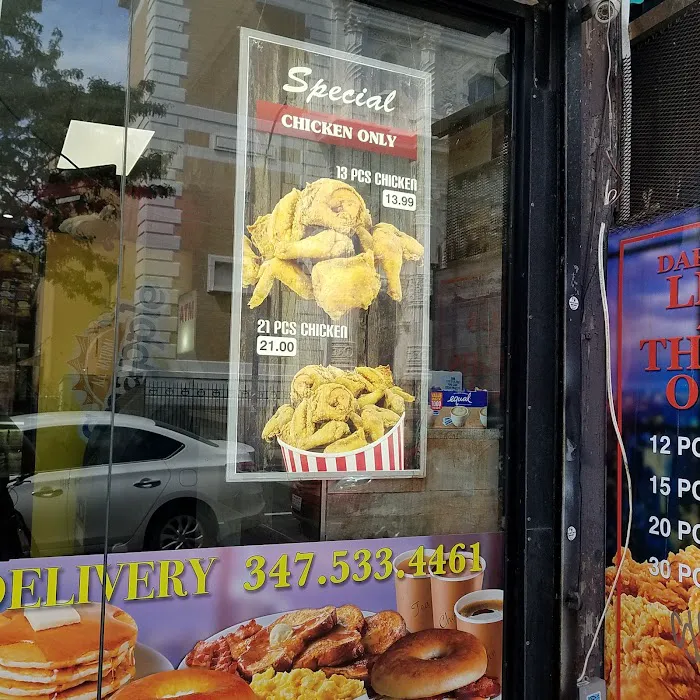 Special
CHICKEN ONLY
13 PCS CHICKEN
13.99
21 PCS CHICKEN
21.00
equal
DELIVERY 347.533.4461
12 PC
15 PC
20 PC
30 PC